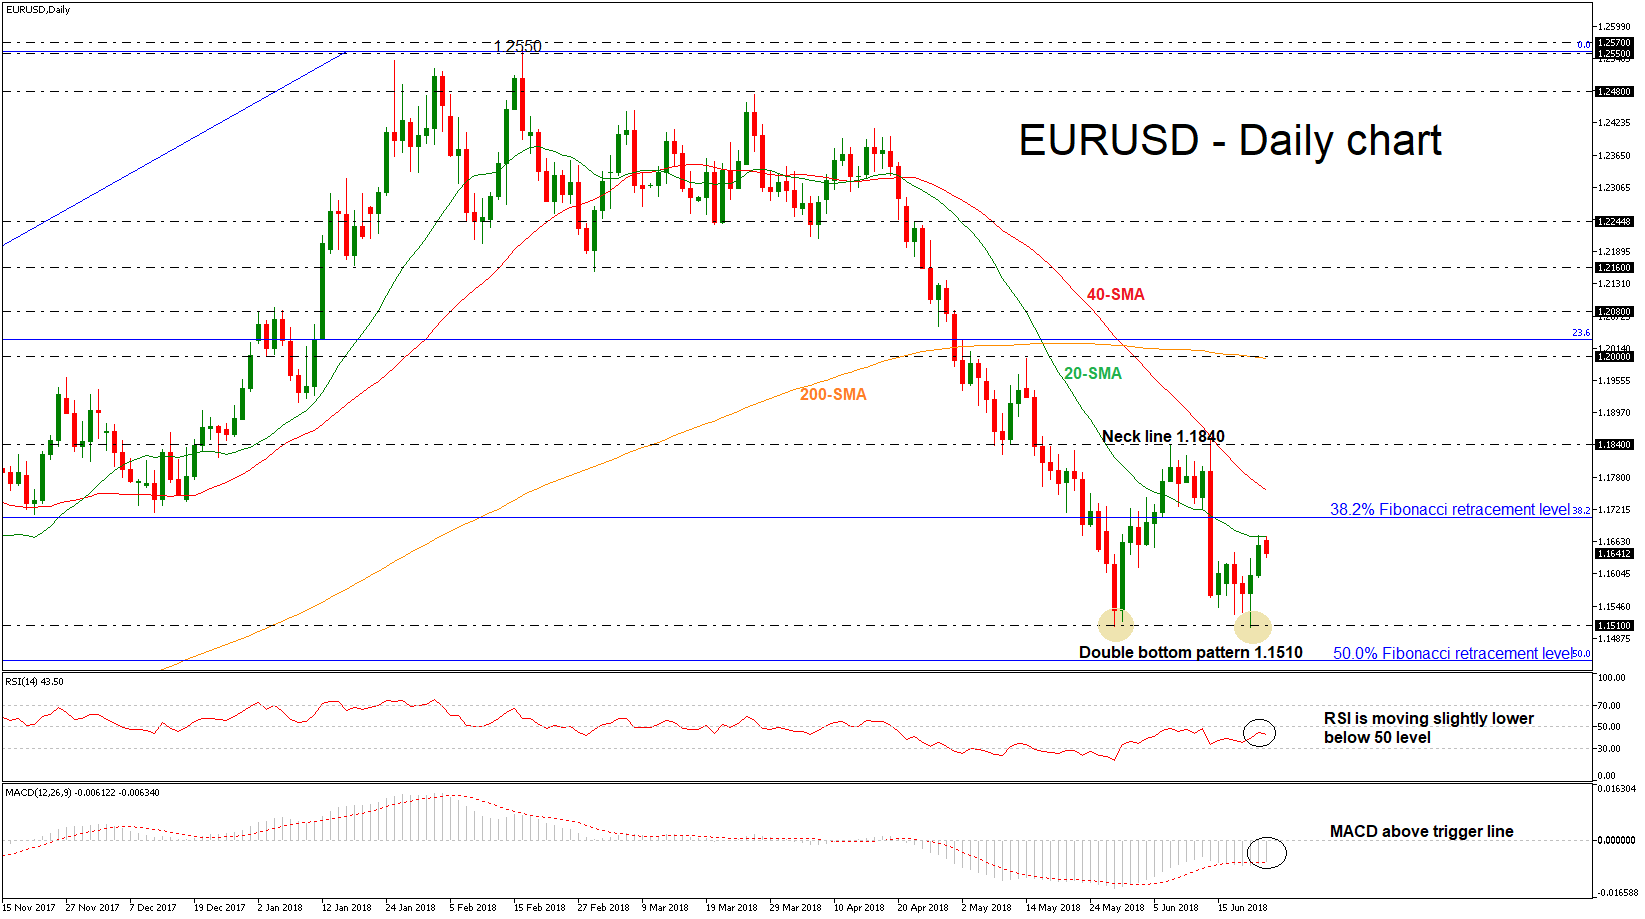 EURUSD,Daily
1.2550
EURUSD - Daily chart
40-SMA
20-SMA
200-SMA
Neck line 1.1840
38.2% Fibonacci retracement level
Double bottom pattern 1.1510
50.0% Fibonacci retracement level
0.0
23.6
38.2
50.0
1.25990
1.25700
1.25500
1.24800
1.24235
1.23650
1.23065
1.22448
1.21895
1.21600
1.21310
1.20800
1.20140
1.20000
1.19555
1.18970
1.18400
1.17800
1.17215
1.16630
1.16412
1.16045
1.15460
1.15100
1.14875
RSI(14) 43.50
RSI is moving slightly lower
below 50 level
100.00
70.00
50.00
30.00
0.00
MACD(12,26,9) -0.006122 -0.006340
MACD above trigger line
0.016304
0.000000
-0.016588
15 Nov 2017
27 Nov 2017
7 Dec 2017
19 Dec 2017
2 Jan 2018
12 Jan 2018
24 Jan 2018
5 Feb 2018
15 Feb 2018
27 Feb 2018
9 Mar 2018
19 Mar 2018
29 Mar 2018
10 Apr 2018
20 Apr 2018
2 May 2018
14 May 2018
24 May 2018
5 Jun 2018
15 Jun 2018